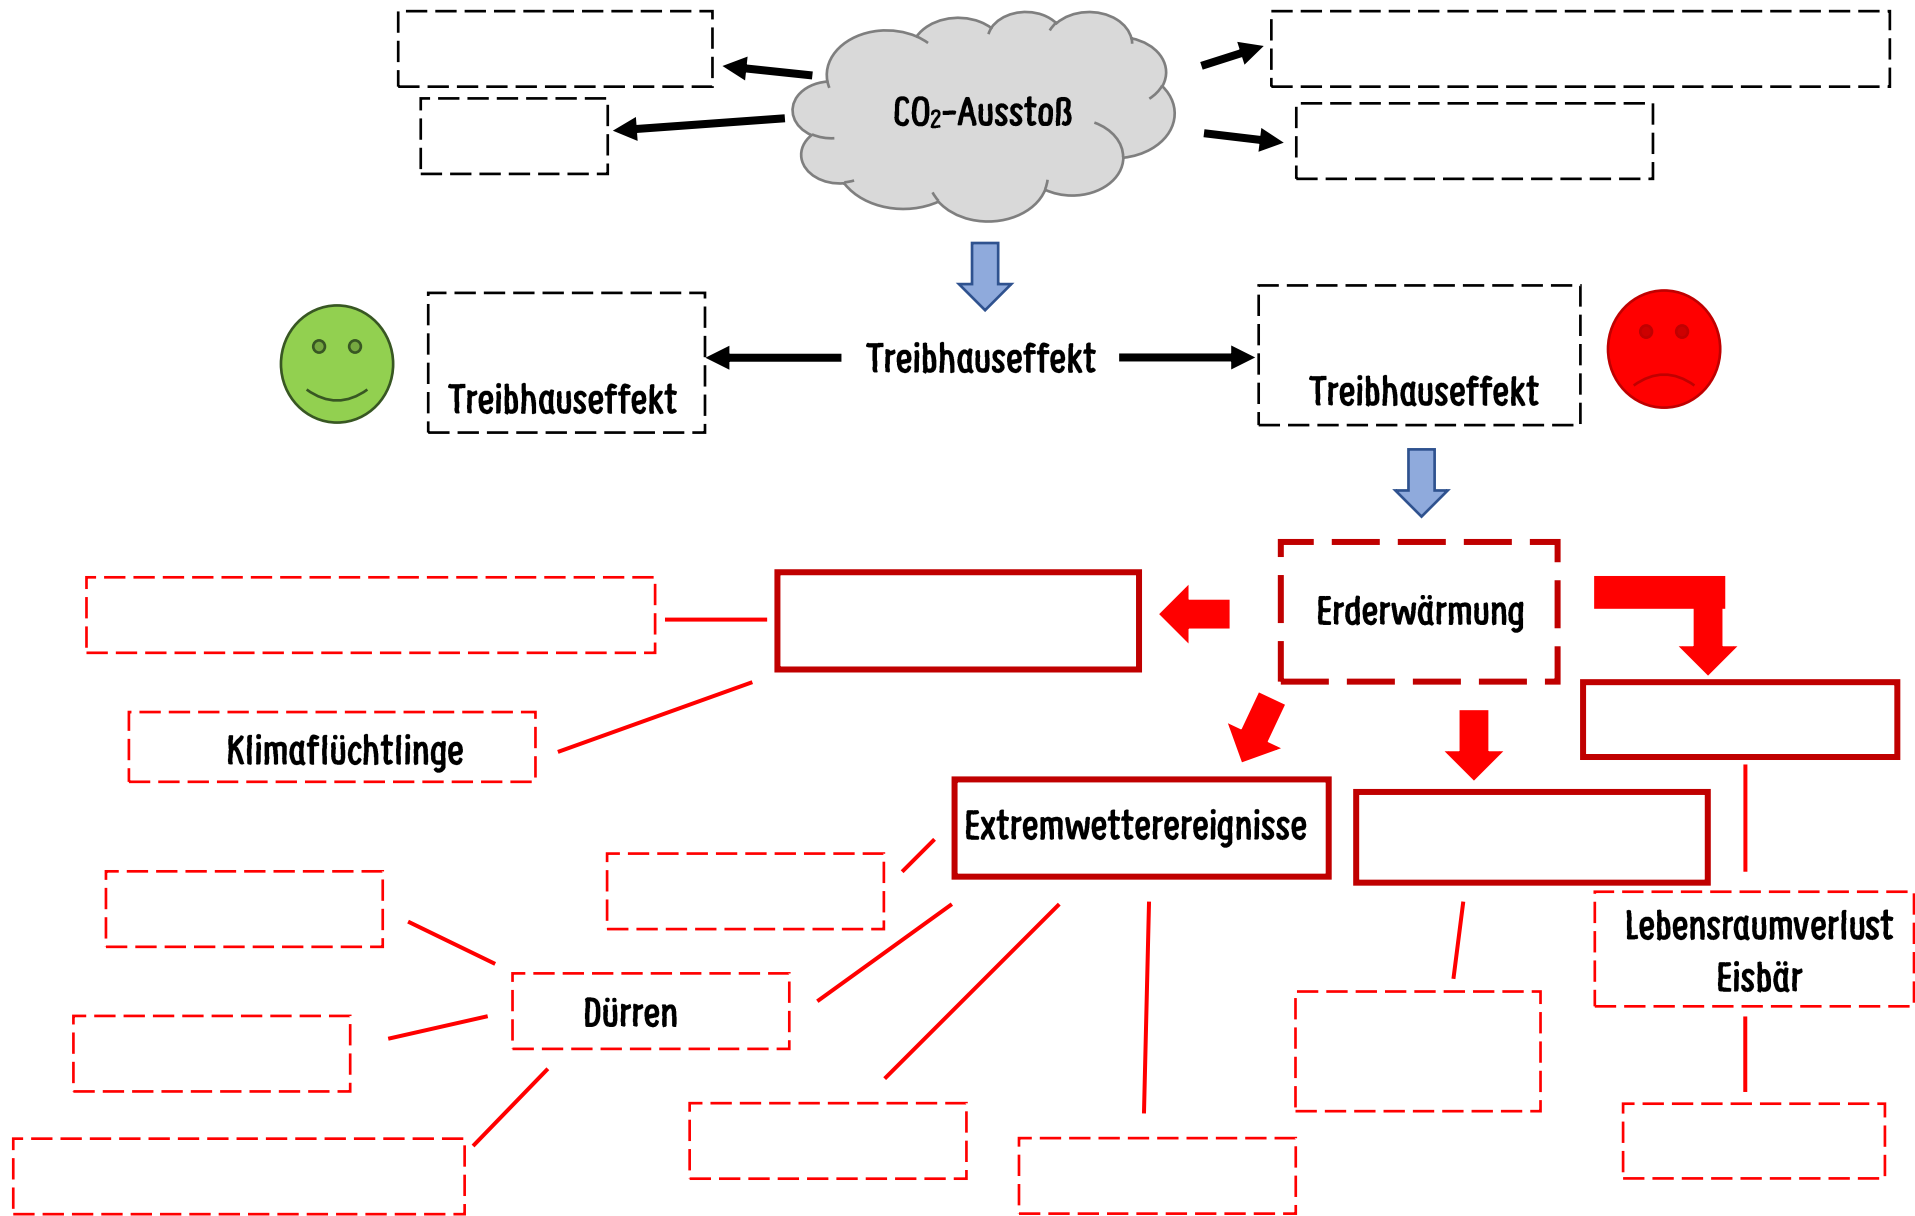 CO₂-Ausstoß
Treibhauseffekt
Treibhauseffekt
Treibhauseffekt
Erderwärmung
Klimaflüchtlinge
Extremwetterereignisse
Lebensraumverlust
Eisbär
Dürren